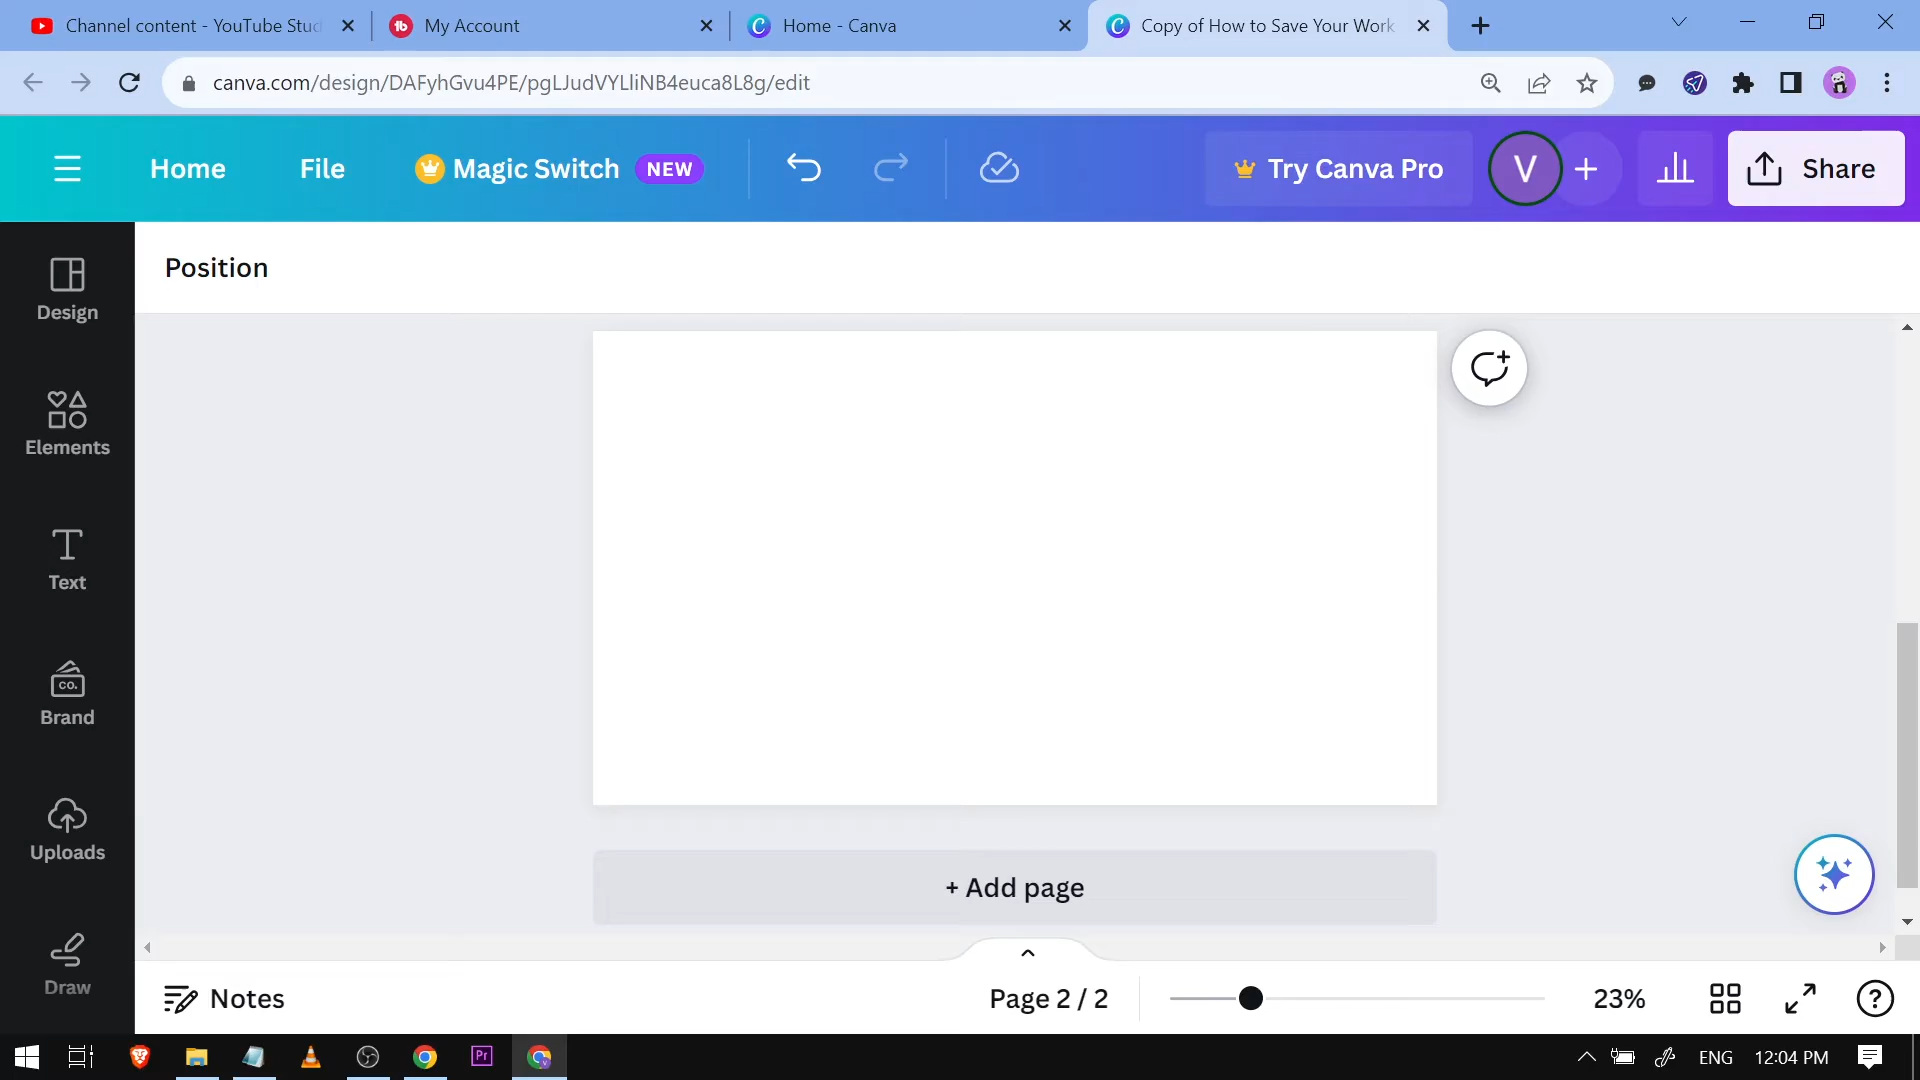 Channel content - YouTube Stud
My Account
Home - Canva
Copy of How to Save Your Work
canva.com/design/DAFyhGvu4PE/pgLJudVYLliNB4euca8L8g/edit
Home
File
Magic Switch
NEW
Try Canva Pro
V
Share
Position
Design
Elements
Text
CO.
Brand
Uploads
Draw
+ Add page
Notes
Page 2 / 2
23%
?
Pr
ENG
12:04 PM